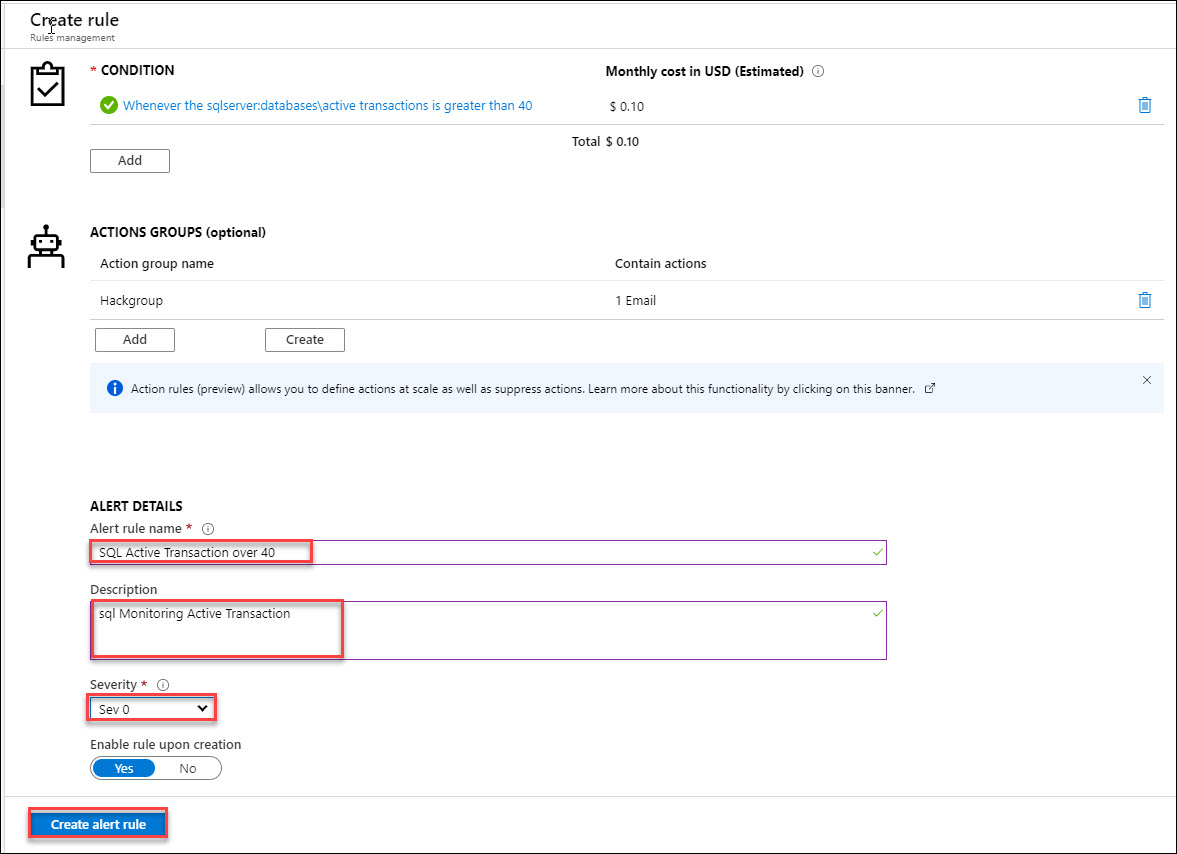 Create rule
Rules management
* CONDITION
Monthly cost in USD (Estimated)
Whenever the sqlserver:databases\active transactions is greater than 40
$ 0.10
Total $ 0.10
Add
ACTIONS GROUPS (optional)
Action group name
Contain actions
Hackgroup
1 Email
Add
Create
Action rules (preview) allows you to define actions at scale as well as suppress actions. Learn more about this functionality by clicking on this banner.
ALERT DETAILS
Alert rule name *
SQL Active Transaction over 40
Description
sql Monitoring Active Transaction
Severity *
Sev 0
Enable rule upon creation
Yes
No
Create alert rule